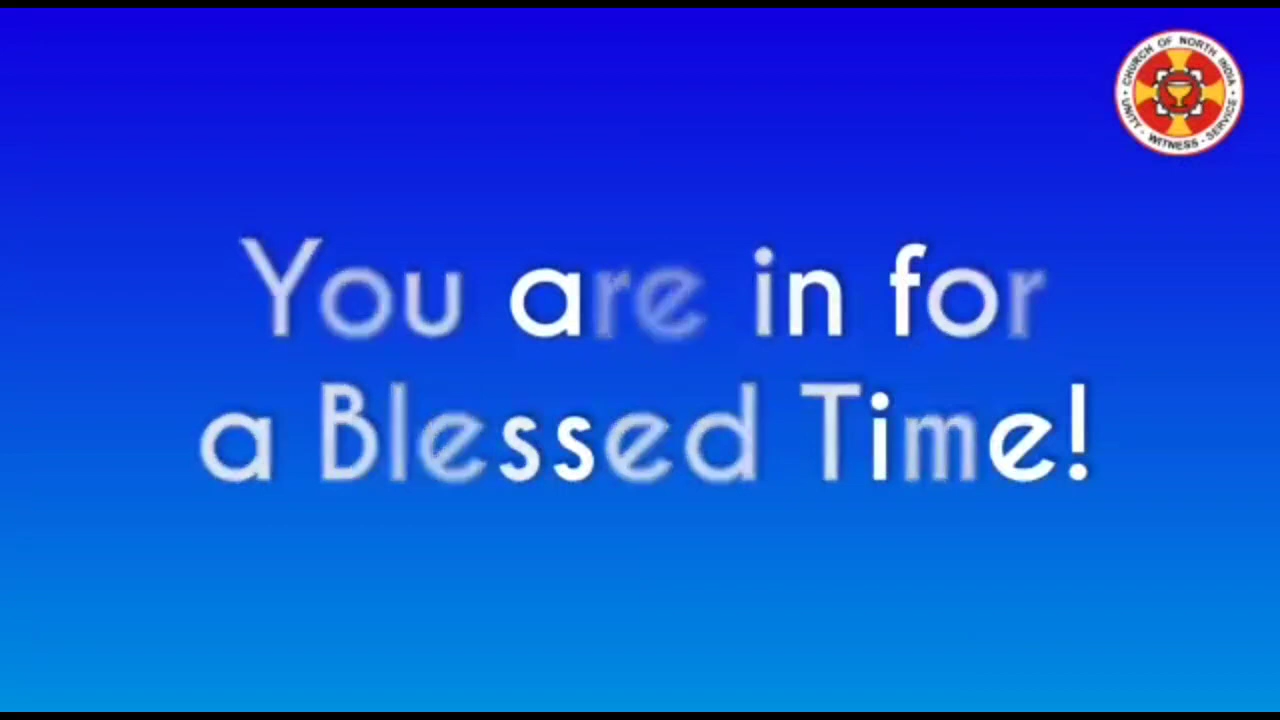 You are in for
a Blessed Time!
CHURCH OF NORTH INDIA
UNITY - WITNESS - SERVICE